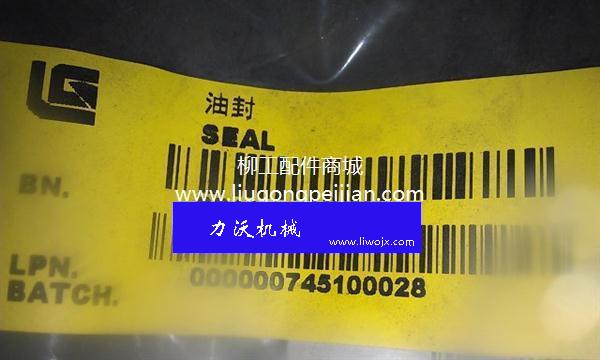 油封
SEAL
柳工配件商城
BN.
www.liugongpeijian.com
力沃机械
www.liwojx.com
LPN.
000000745100028
BATCH.